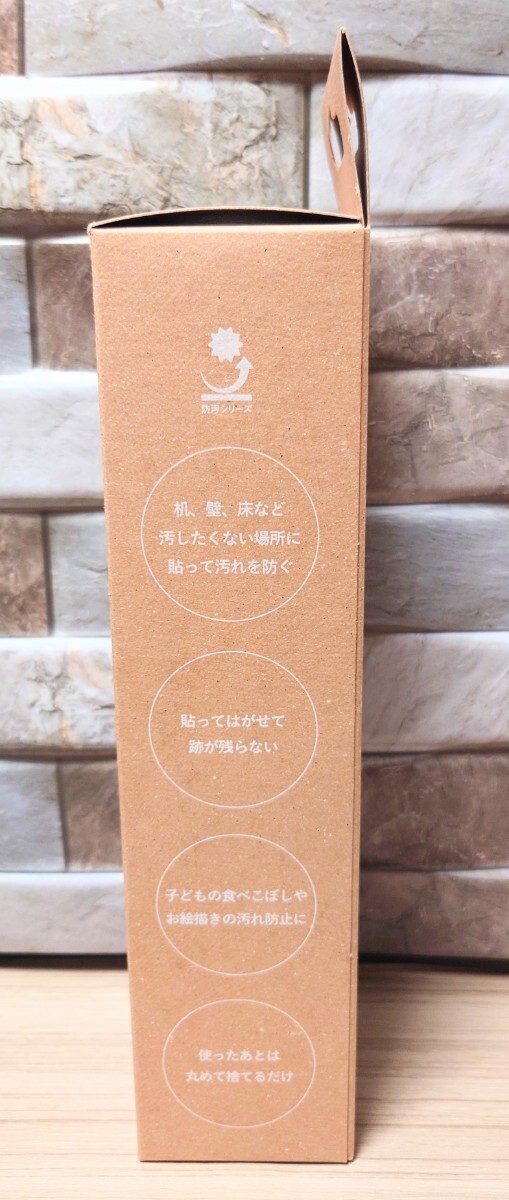 防汚シリーズ
机、壁、床など
汚したくない場所に
貼って汚れを防ぐ
貼ってはがせて
跡が残らない
子どもの食べこぼしや
お絵描きの汚れ防止に
使ったあとは
丸めて捨てるだけ